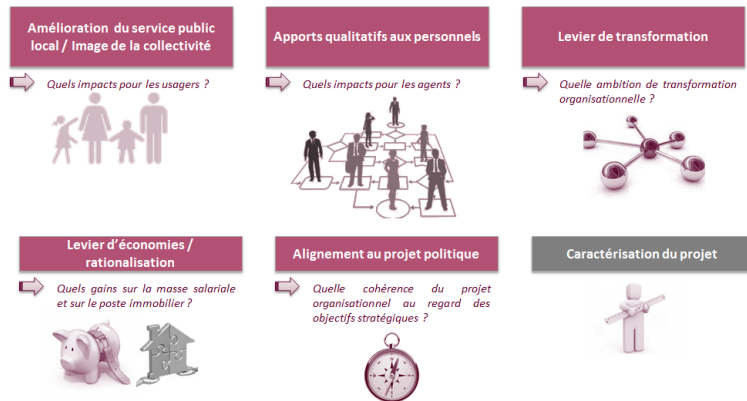 Amélioration du service public
local / Image de la collectivité
Quels impacts pour les usagers ?
Apports qualitatifs aux personnels
Quels impacts pour les agents ?
Levier de transformation
Quelle ambition de transformation
organisationnelle ?
Levier d'économies /
rationalisation
Quels gains sur la masse salariale
et sur le poste immobilier ?
Alignement au projet politique
Quelle cohérence du projet
organisationnel au regard des
objectifs stratégiques ?
Caractérisation du projet